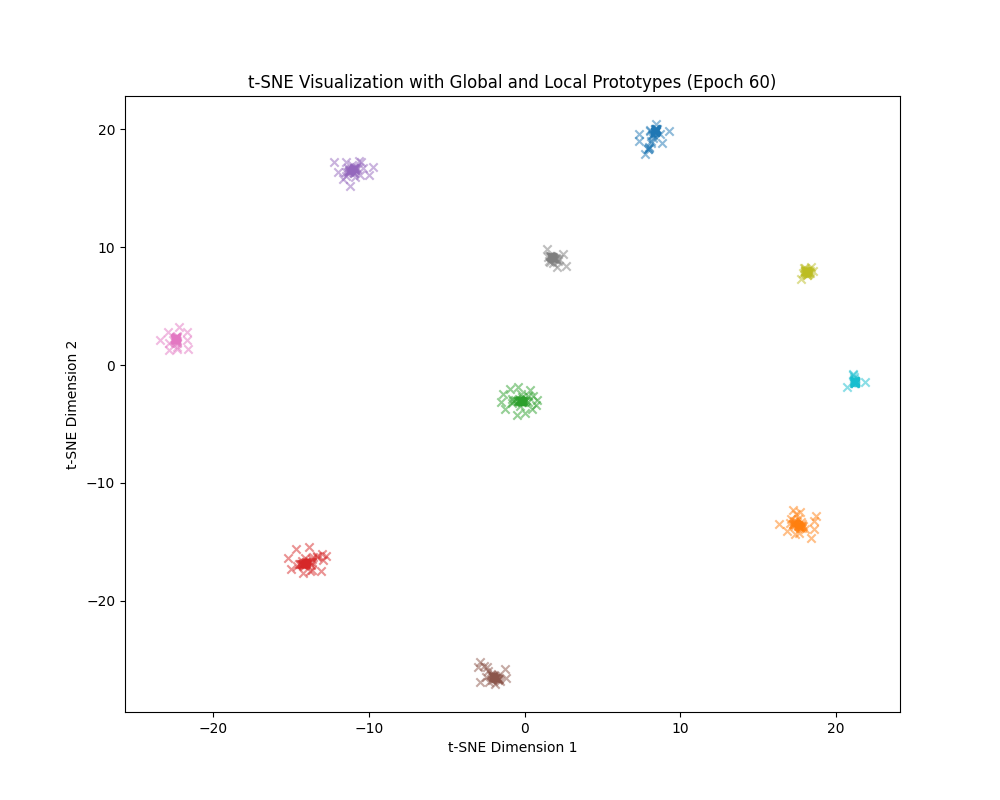 t-SNE Visualization with Global and Local Prototypes (Epoch 60)
20
10
0
−10
−20
t-SNE Dimension 2
−20 −10 0 10 20
t-SNE Dimension 1